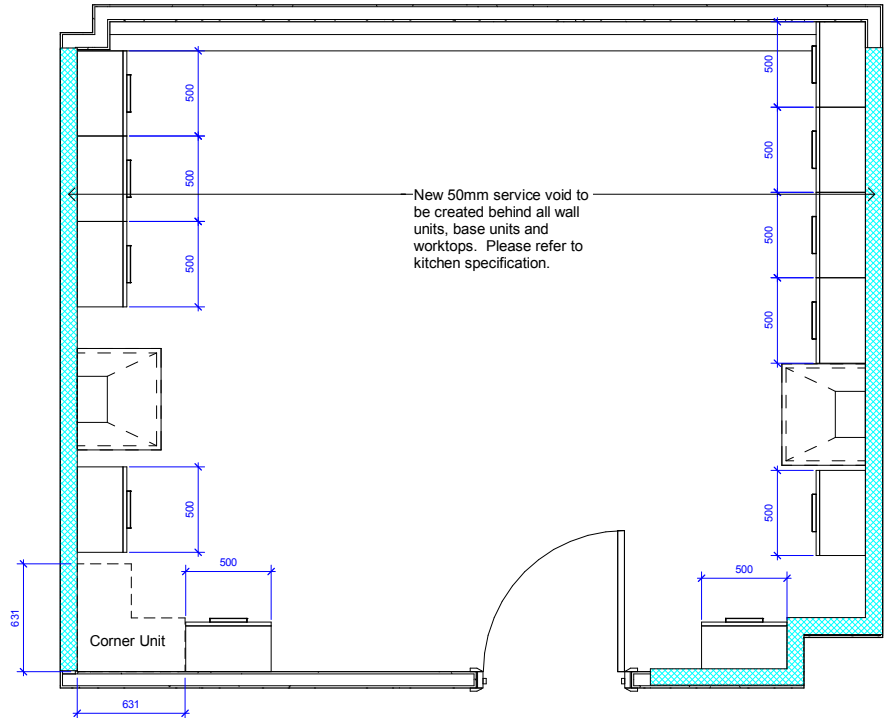 500
500
500
500
500
500
500
New 50mm service void to
be created behind all wall
units, base units and
worktops.  Please refer to
kitchen specification.
500
500
500
500
631
Corner Unit
631